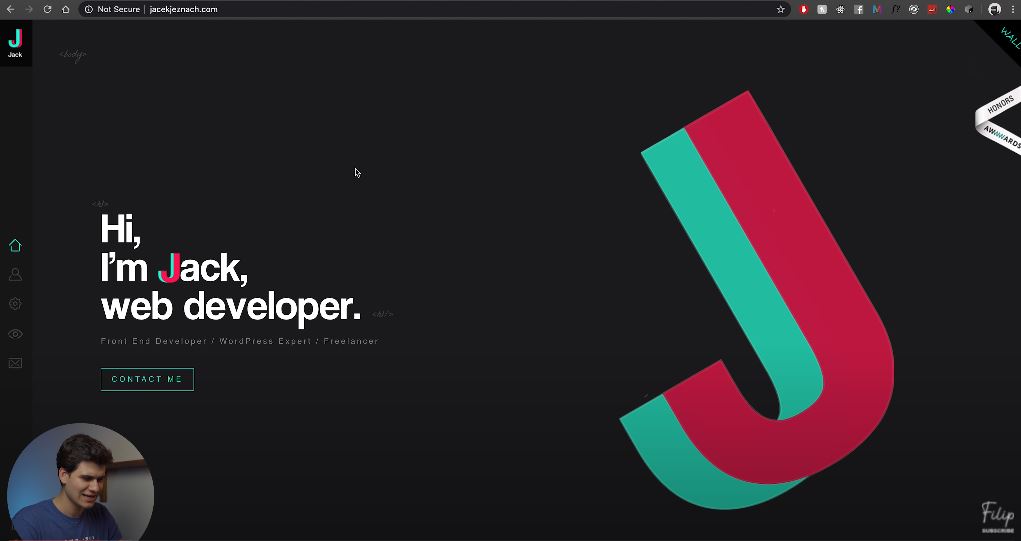 Not Secure | jacekjeznach.com
Jack
<body>
WALL
HONORS
AWWWARDS
<h1>
Hi,
I'm Jack,
web developer.
<h1/>
Front End Developer / WordPress Expert / Freelancer
CONTACT ME
Filip
SUBSCRIBE